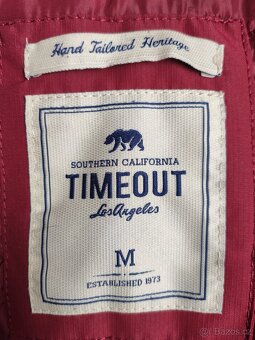 Hand Tailored Heritage
SOUTHERN CALIFORNIA
TIMEOUT
Los Angeles
M
ESTABLISHED 1973